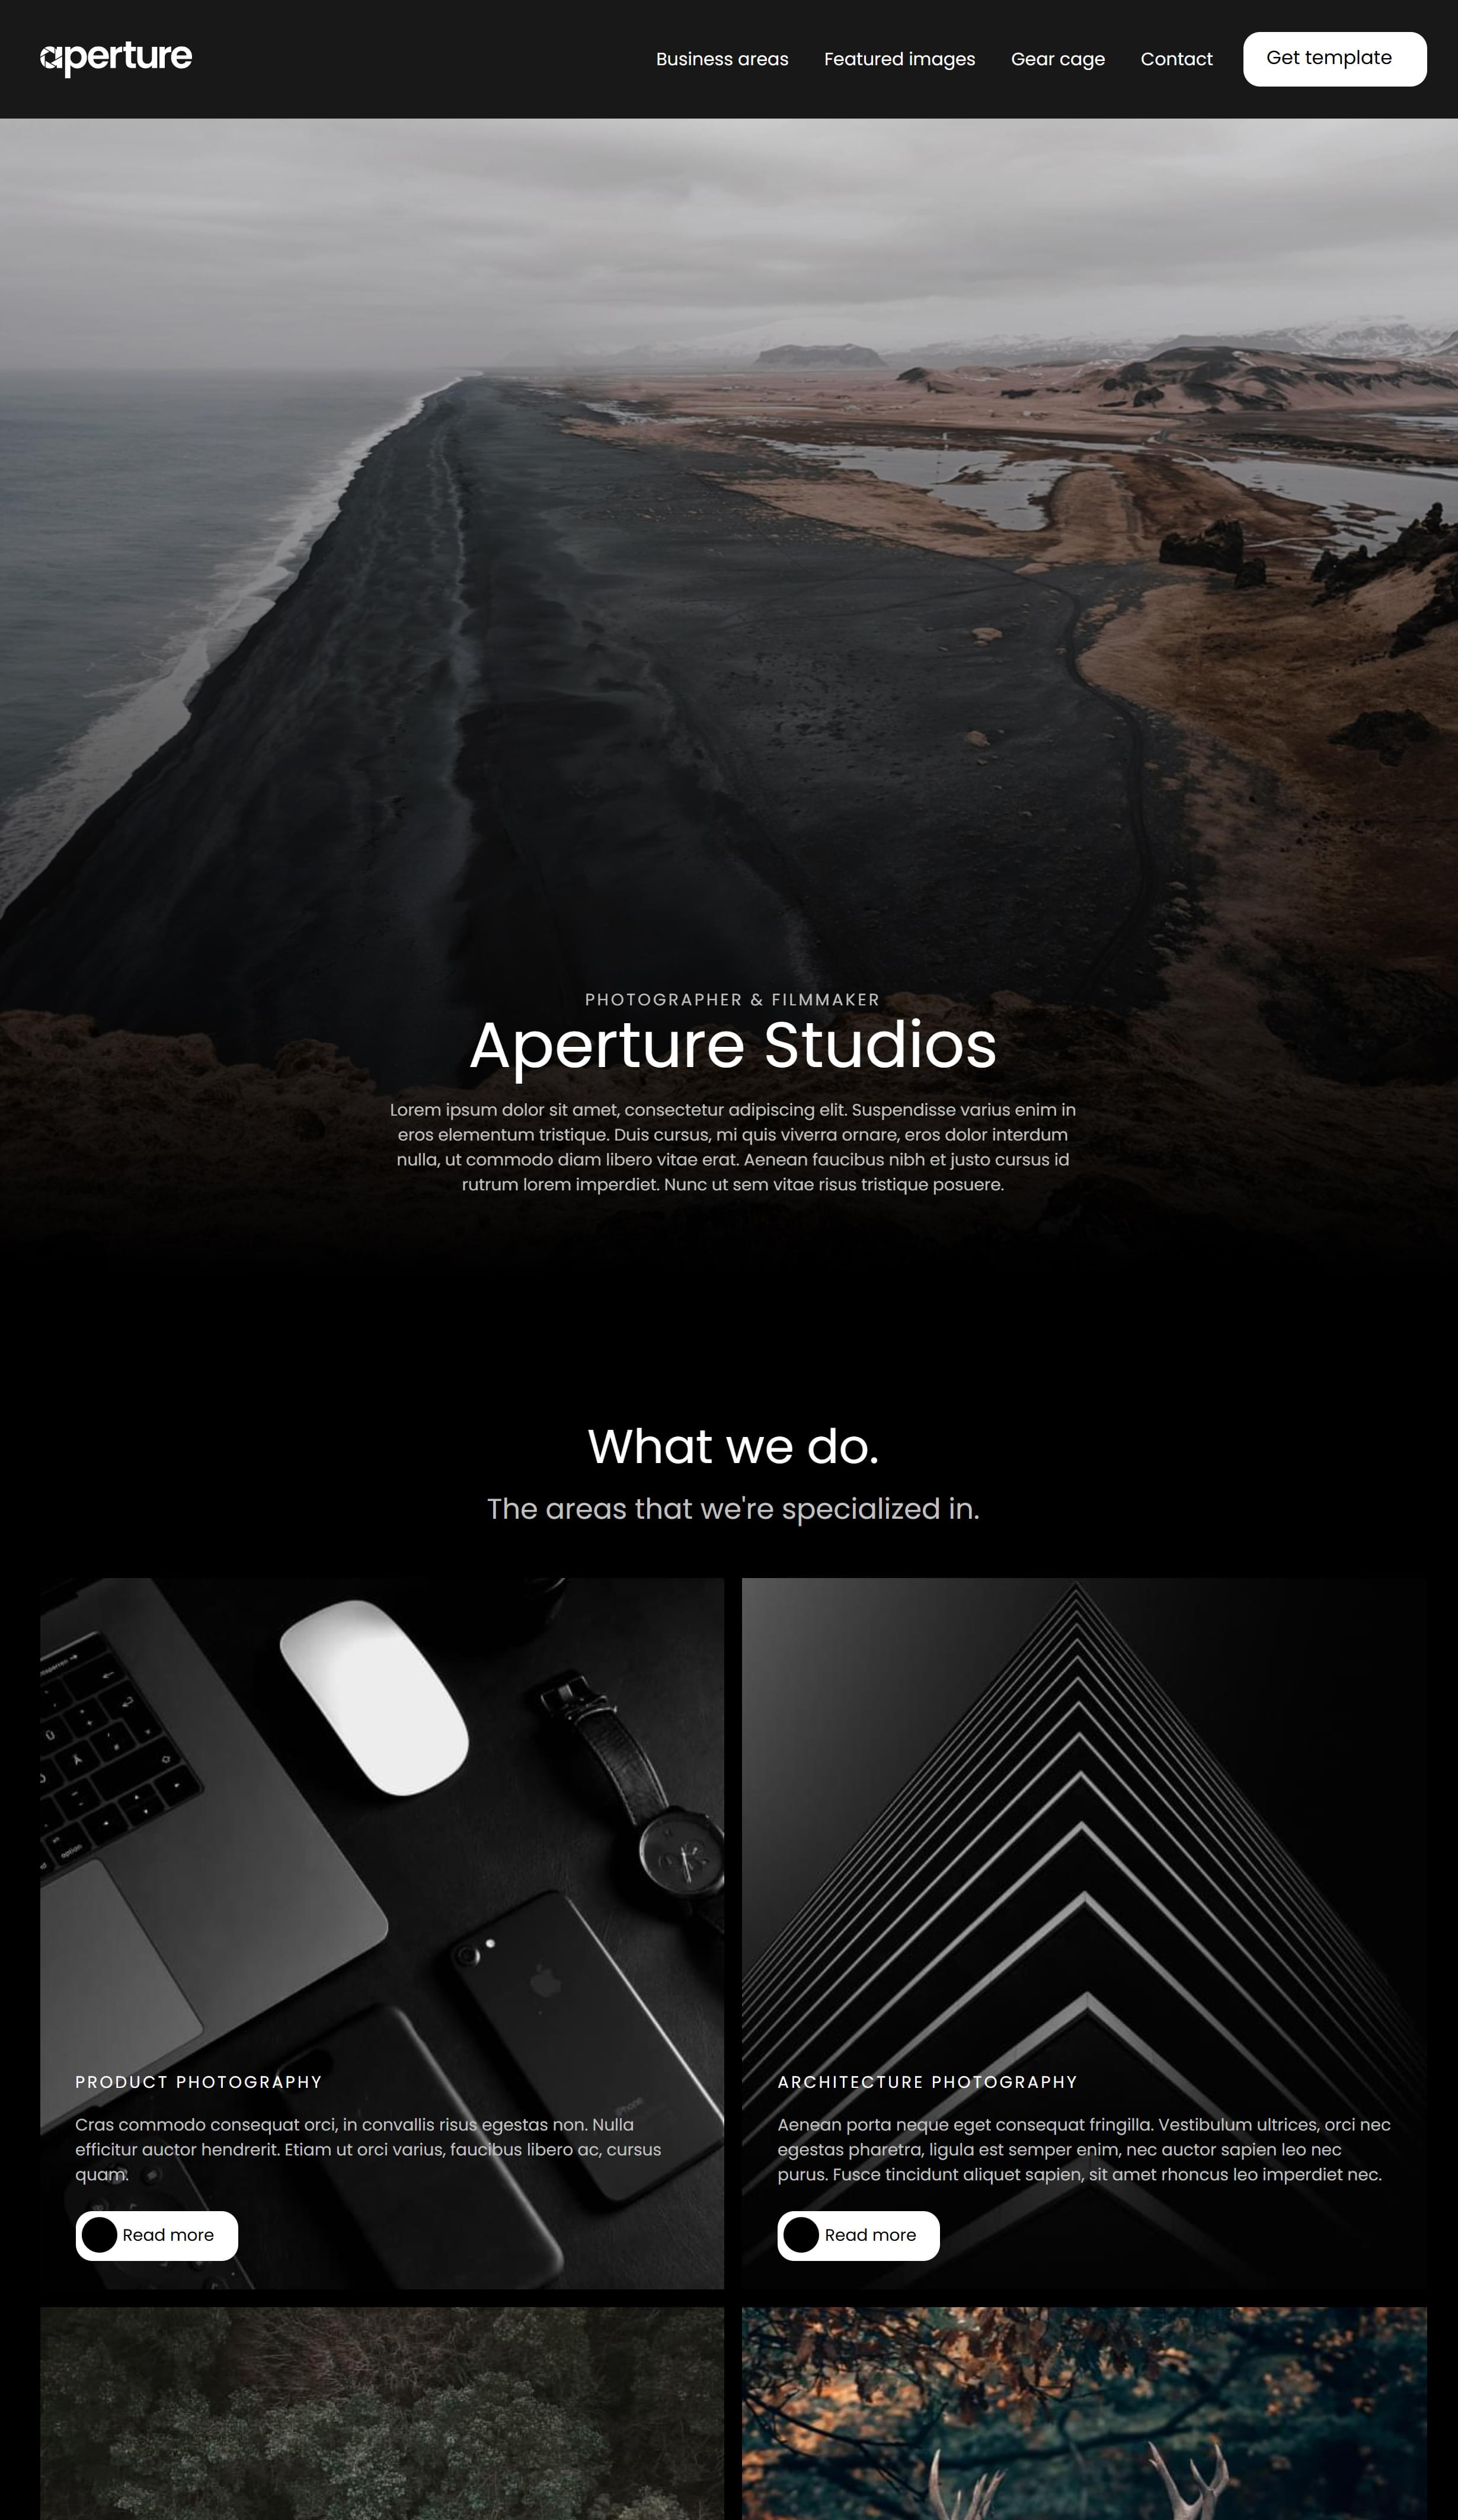 aperture
Business areas
Featured images
Gear cage
Contact
Get template
PHOTOGRAPHER & FILMMAKER
Aperture Studios
Lorem ipsum dolor sit amet, consectetur adipiscing elit. Suspendisse varius enim in
eros elementum tristique. Duis cursus, mi quis viverra ornare, eros dolor interdum
nulla, ut commodo diam libero vitae erat. Aenean faucibus nibh et justo cursus id
rutrum lorem imperdiet. Nunc ut sem vitae risus tristique posuere.
What we do.
The areas that we're specialized in.
option
iPhone
PRODUCT PHOTOGRAPHY
Cras commodo consequat orci, in convallis risus egestas non. Nulla
efficitur auctor hendrerit. Etiam ut orci varius, faucibus libero ac, cursus
quam.
Read more
ARCHITECTURE PHOTOGRAPHY
Aenean porta neque eget consequat fringilla. Vestibulum ultrices, orci nec
egestas pharetra, ligula est semper enim, nec auctor sapien leo nec
purus. Fusce tincidunt aliquet sapien, sit amet rhoncus leo imperdiet nec.
Read more